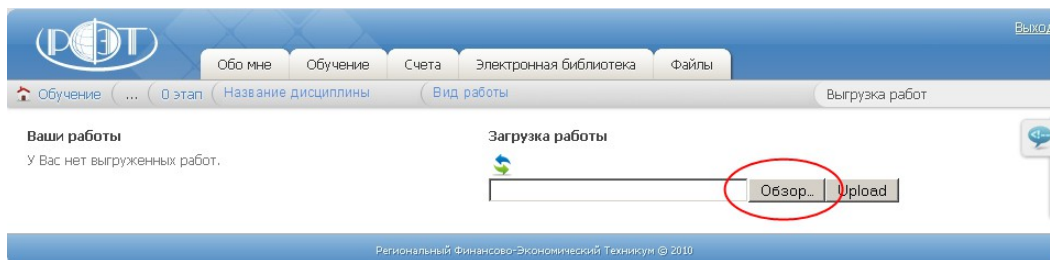 Выход
РФЭТ
Обо мне Обучение Счета Электронная библиотека Файлы
Обучение ... 0 этап Название дисциплины Вид работы Выгрузка работ
Ваши работы Загрузка работы
У Вас нет выгруженных работ.
Обзор... Upload
Региональный Финансово-Экономический Техникум © 2010